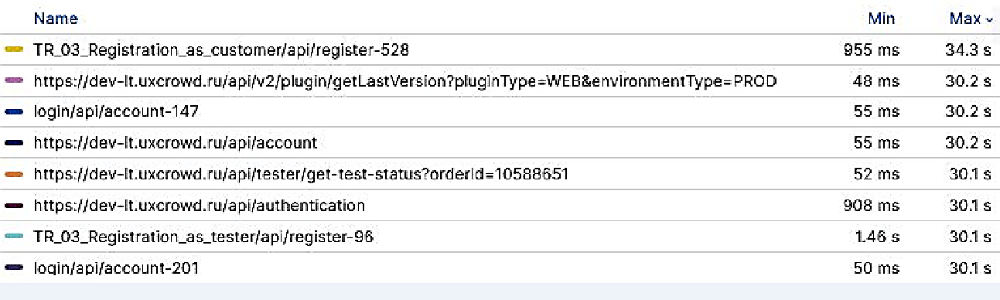 Name Min Max
TR_03_Registration_as_customer/api/register-528 955 ms 34.3 s
https://dev-lt.uxcrowd.ru/api/v2/plugin/getLastVersion?pluginType=WEB&environmentType=PROD 48 ms 30.2 s
login/api/account-147 55 ms 30.2 s
https://dev-lt.uxcrowd.ru/api/account 55 ms 30.2 s
https://dev-lt.uxcrowd.ru/api/tester/get-test-status?orderId=10588651 52 ms 30.1 s
https://dev-lt.uxcrowd.ru/api/authentication 908 ms 30.1 s
TR_03_Registration_as_tester/api/register-96 1.46 s 30.1 s
login/api/account-201 50 ms 30.1 s